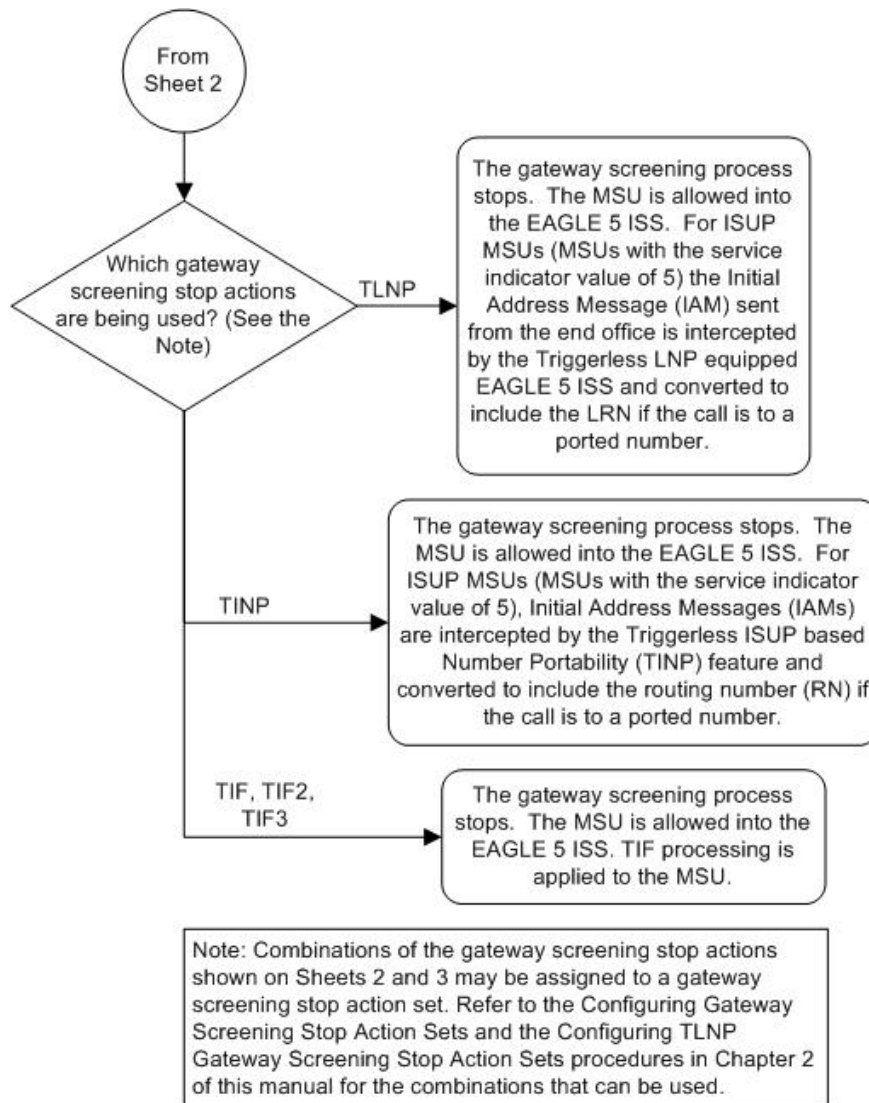 From
Sheet 2
Which gateway
screening stop actions
are being used? (See the
Note)
TLNP
The gateway screening process
stops.  The MSU is allowed into
the EAGLE 5 ISS.  For ISUP
MSUs (MSUs with the service
indicator value of 5) the Initial
Address Message (IAM) sent
from the end office is intercepted
by the Triggerless LNP equipped
EAGLE 5 ISS and converted to
include the LRN if the call is to a
ported number.
TINP
The gateway screening process stops.  The
MSU is allowed into the EAGLE 5 ISS.  For
ISUP MSUs (MSUs with the service indicator
value of 5), Initial Address Messages (IAMs)
are intercepted by the Triggerless ISUP based
Number Portability (TINP) feature and
converted to include the routing number (RN) if
the call is to a ported number.
TIF, TIF2,
TIF3
The gateway screening process
stops.  The MSU is allowed into the
EAGLE 5 ISS. TIF processing is
applied to the MSU.
Note: Combinations of the gateway screening stop actions
shown on Sheets 2 and 3 may be assigned to a gateway
screening stop action set. Refer to the Configuring Gateway
Screening Stop Action Sets and the Configuring TLNP
Gateway Screening Stop Action Sets procedures in Chapter 2
of this manual for the combinations that can be used.